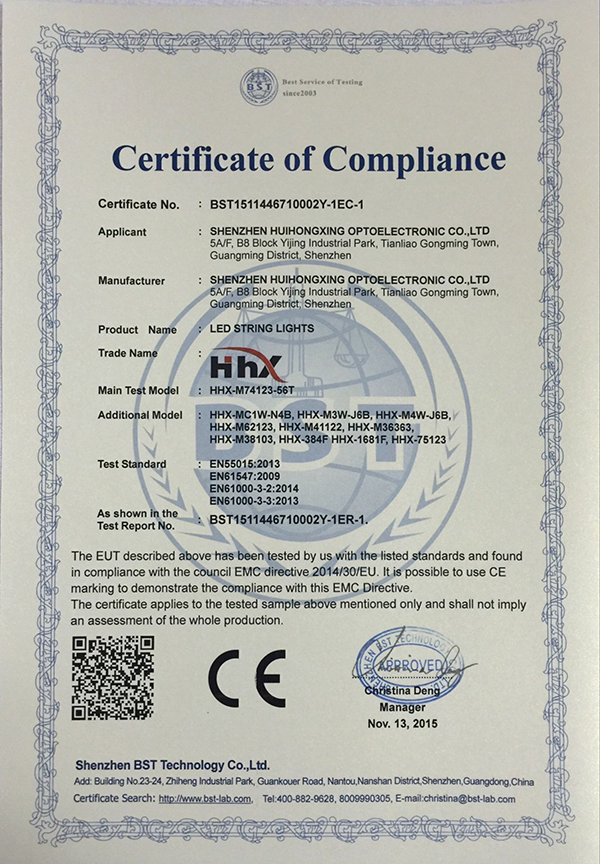 BST
Best Service of Testing
since2003
Certificate of Compliance
Certificate No. : BST1511446710002Y-1EC-1
Applicant : SHENZHEN HUIHONGXING OPTOELECTRONIC CO.,LTD
5A/F, B8 Block Yijing Industrial Park, Tianliao Gongming Town,
Guangming District, Shenzhen
Manufacturer : SHENZHEN HUIHONGXING OPTOELECTRONIC CO.,LTD
5A/F, B8 Block Yijing Industrial Park, Tianliao Gongming Town,
Guangming District, Shenzhen
Product Name : LED STRING LIGHTS
Trade Name : HhX
Main Test Model : HHX-M74123-56T
Additional Model : HHX-MC1W-N4B, HHX-M3W-J6B, HHX-M4W-J6B,
HHX-M62123, HHX-M41122, HHX-M36363,
HHX-M38103, HHX-384F HHX-1681F, HHX-75123
BST
Test Standard : EN55015:2013
EN61547:2009
EN61000-3-2:2014
EN61000-3-3:2013
As shown in the
Test Report No. : BST1511446710002Y-1ER-1.
The EUT described above has been tested by us with the listed standards and found
in compliance with the council EMC directive 2014/30/EU. It is possible to use CE
marking to demonstrate the compliance with this EMC Directive.
The certificate applies to the tested sample above mentioned only and shall not imply
an assessment of the whole production.
CE
SHENZHEN BST TECHNOLOGY
APPROVED
Christina Deng
Manager
Nov. 13, 2015
Shenzhen BST Technology Co.,Ltd.
Add: Building No.23-24, Zhiheng Industrial Park, Guankouer Road, Nantou,Nanshan District,Shenzhen,Guangdong,China
Certificate Search: http://www.bst-lab.com, Tel:400-882-9628, 8009990305, E-mail:christina@bst-lab.com